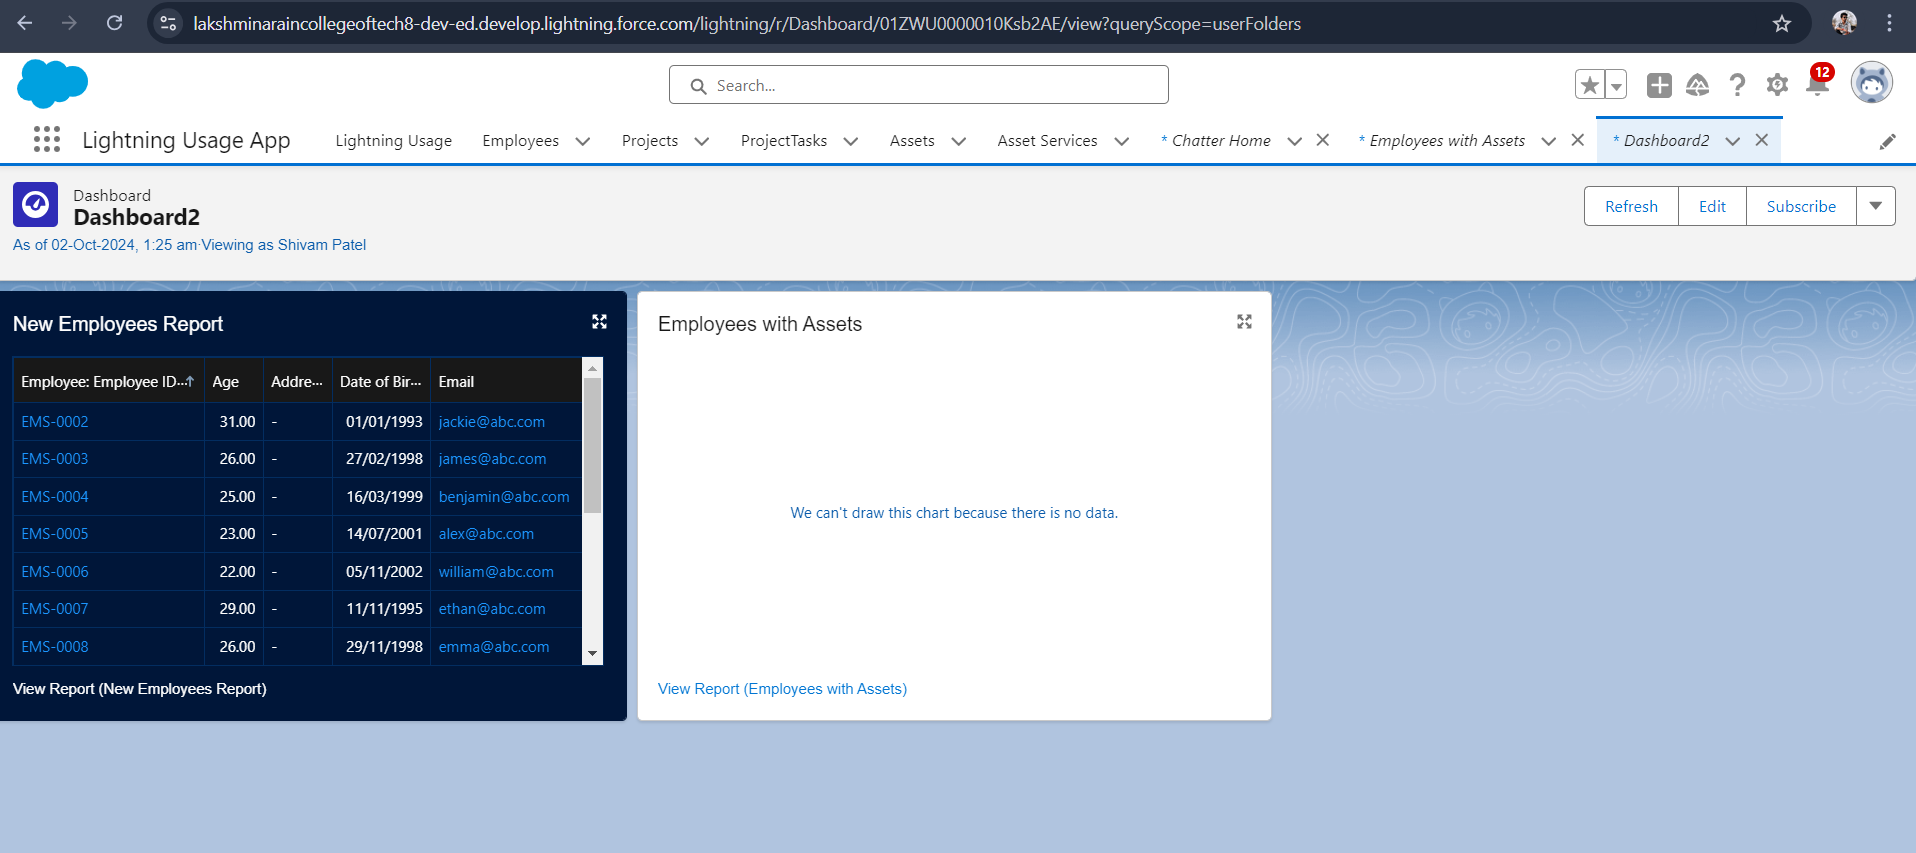 lakshminaraincollegeoftech8-dev-ed.develop.lightning.force.com/lightning/r/Dashboard/01ZWU0000010Ksb2AE/view?queryScope=userFolders
Search...
12
Lightning Usage App
Lightning Usage
Employees
Projects
ProjectTasks
Assets
Asset Services
* Chatter Home
* Employees with Assets
* Dashboard2
Dashboard
Dashboard2
As of 02-Oct-2024, 1:25 am·Viewing as Shivam Patel
Refresh
Edit
Subscribe
New Employees Report
Employee: Employee ID... Age Addre... Date of Bir... Email
EMS-0002 31.00 - 01/01/1993 jackie@abc.com
EMS-0003 26.00 - 27/02/1998 james@abc.com
EMS-0004 25.00 - 16/03/1999 benjamin@abc.com
EMS-0005 23.00 - 14/07/2001 alex@abc.com
EMS-0006 22.00 - 05/11/2002 william@abc.com
EMS-0007 29.00 - 11/11/1995 ethan@abc.com
EMS-0008 26.00 - 29/11/1998 emma@abc.com
View Report (New Employees Report)
Employees with Assets
We can't draw this chart because there is no data.
View Report (Employees with Assets)